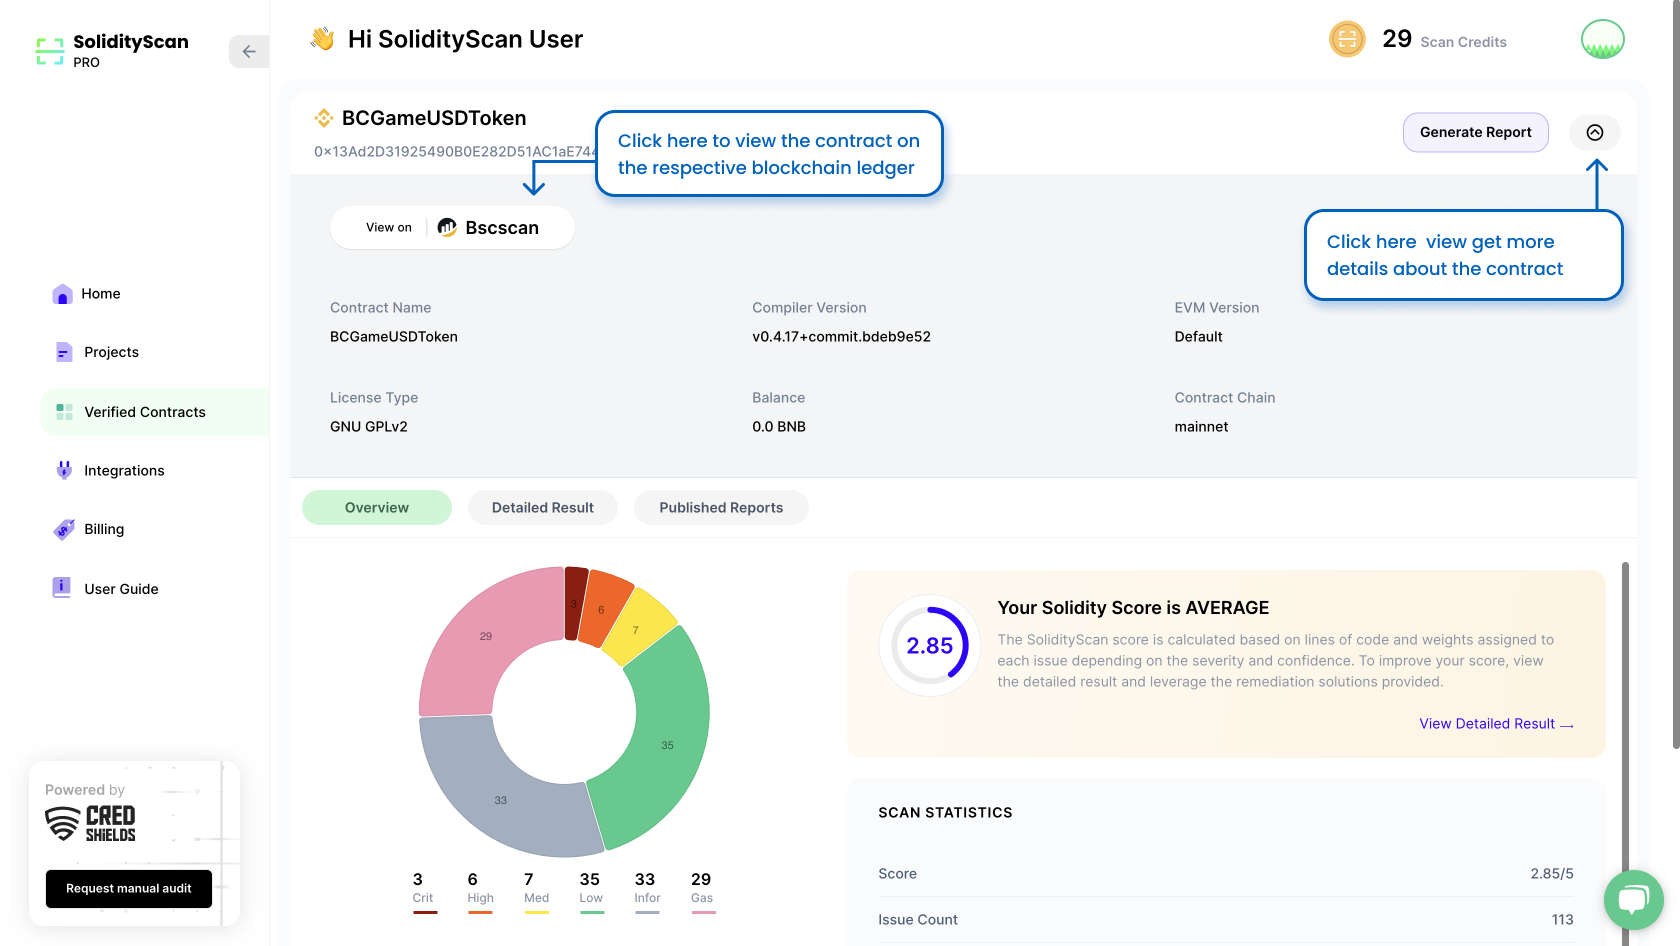 SolidityScan
PRO
Hi SolidityScan User
29 Scan Credits
BCGameUSDToken
0x13Ad2D31925490B0E282D51AC1aE744
Click here to view the contract on
the respective blockchain ledger
Generate Report
Click here view get more
details about the contract
View on Bscscan
Home
Projects
Verified Contracts
Integrations
Billing
User Guide
Contract Name
BCGameUSDToken
Compiler Version
v0.4.17+commit.bdeb9e52
EVM Version
Default
License Type
GNU GPLv2
Balance
0.0 BNB
Contract Chain
mainnet
Overview
Detailed Result
Published Reports
3
6
7
29
35
33
3
Crit
6
High
7
Med
35
Low
33
Infor
29
Gas
2.85
Your Solidity Score is AVERAGE
The SolidityScan score is calculated based on lines of code and weights assigned to
each issue depending on the severity and confidence. To improve your score, view
the detailed result and leverage the remediation solutions provided.
View Detailed Result →
SCAN STATISTICS
Score 2.85/5
Issue Count 113
Powered by
CRED
SHIELDS
Request manual audit